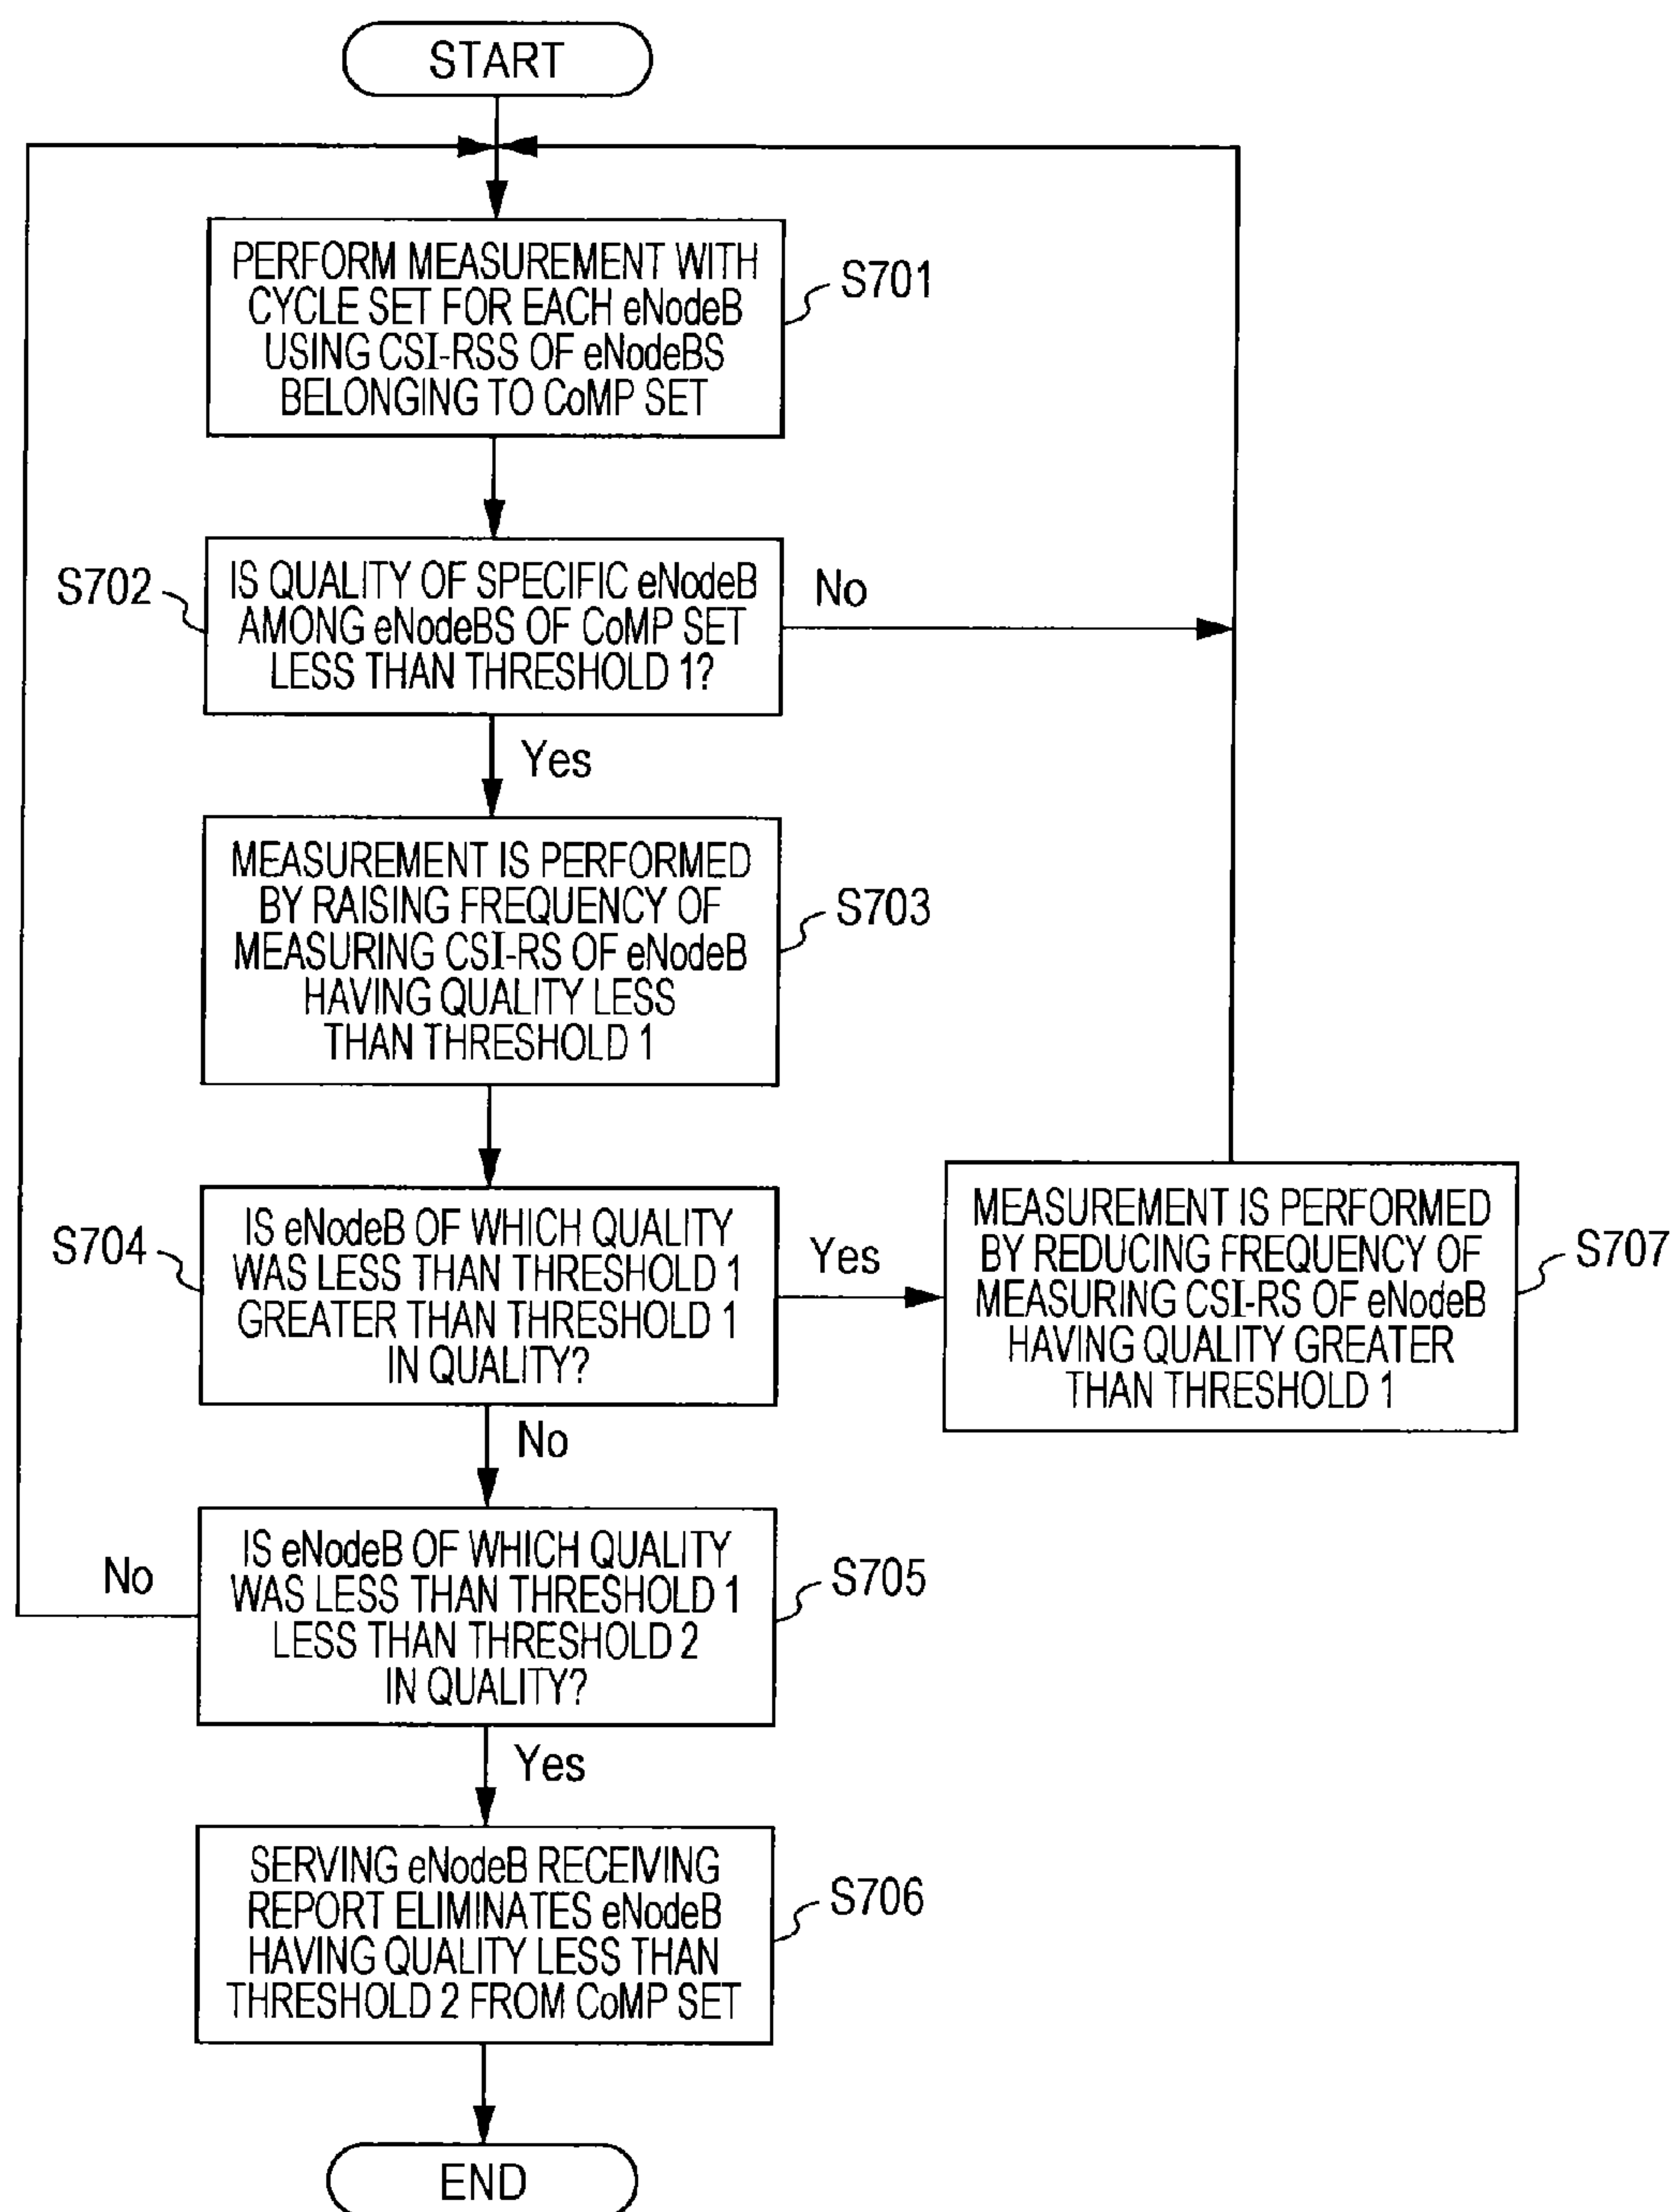 START
PERFORM MEASUREMENT WITH
CYCLE SET FOR EACH eNodeB
USING CSI-RSS OF eNodeBS
BELONGING TO CoMP SET
S701
S702
IS QUALITY OF SPECIFIC eNodeB
AMONG eNodeBS OF CoMP SET
LESS THAN THRESHOLD 1?
No
Yes
MEASUREMENT IS PERFORMED
BY RAISING FREQUENCY OF
MEASURING CSI-RS OF eNodeB
HAVING QUALITY LESS
THAN THRESHOLD 1
S703
S704
IS eNodeB OF WHICH QUALITY
WAS LESS THAN THRESHOLD 1
GREATER THAN THRESHOLD 1
IN QUALITY?
Yes
MEASUREMENT IS PERFORMED
BY REDUCING FREQUENCY OF
MEASURING CSI-RS OF eNodeB
HAVING QUALITY GREATER
THAN THRESHOLD 1
S707
No
No
IS eNodeB OF WHICH QUALITY
WAS LESS THAN THRESHOLD 1
LESS THAN THRESHOLD 2
IN QUALITY?
S705
Yes
SERVING eNodeB RECEIVING
REPORT ELIMINATES eNodeB
HAVING QUALITY LESS THAN
THRESHOLD 2 FROM CoMP SET
S706
END